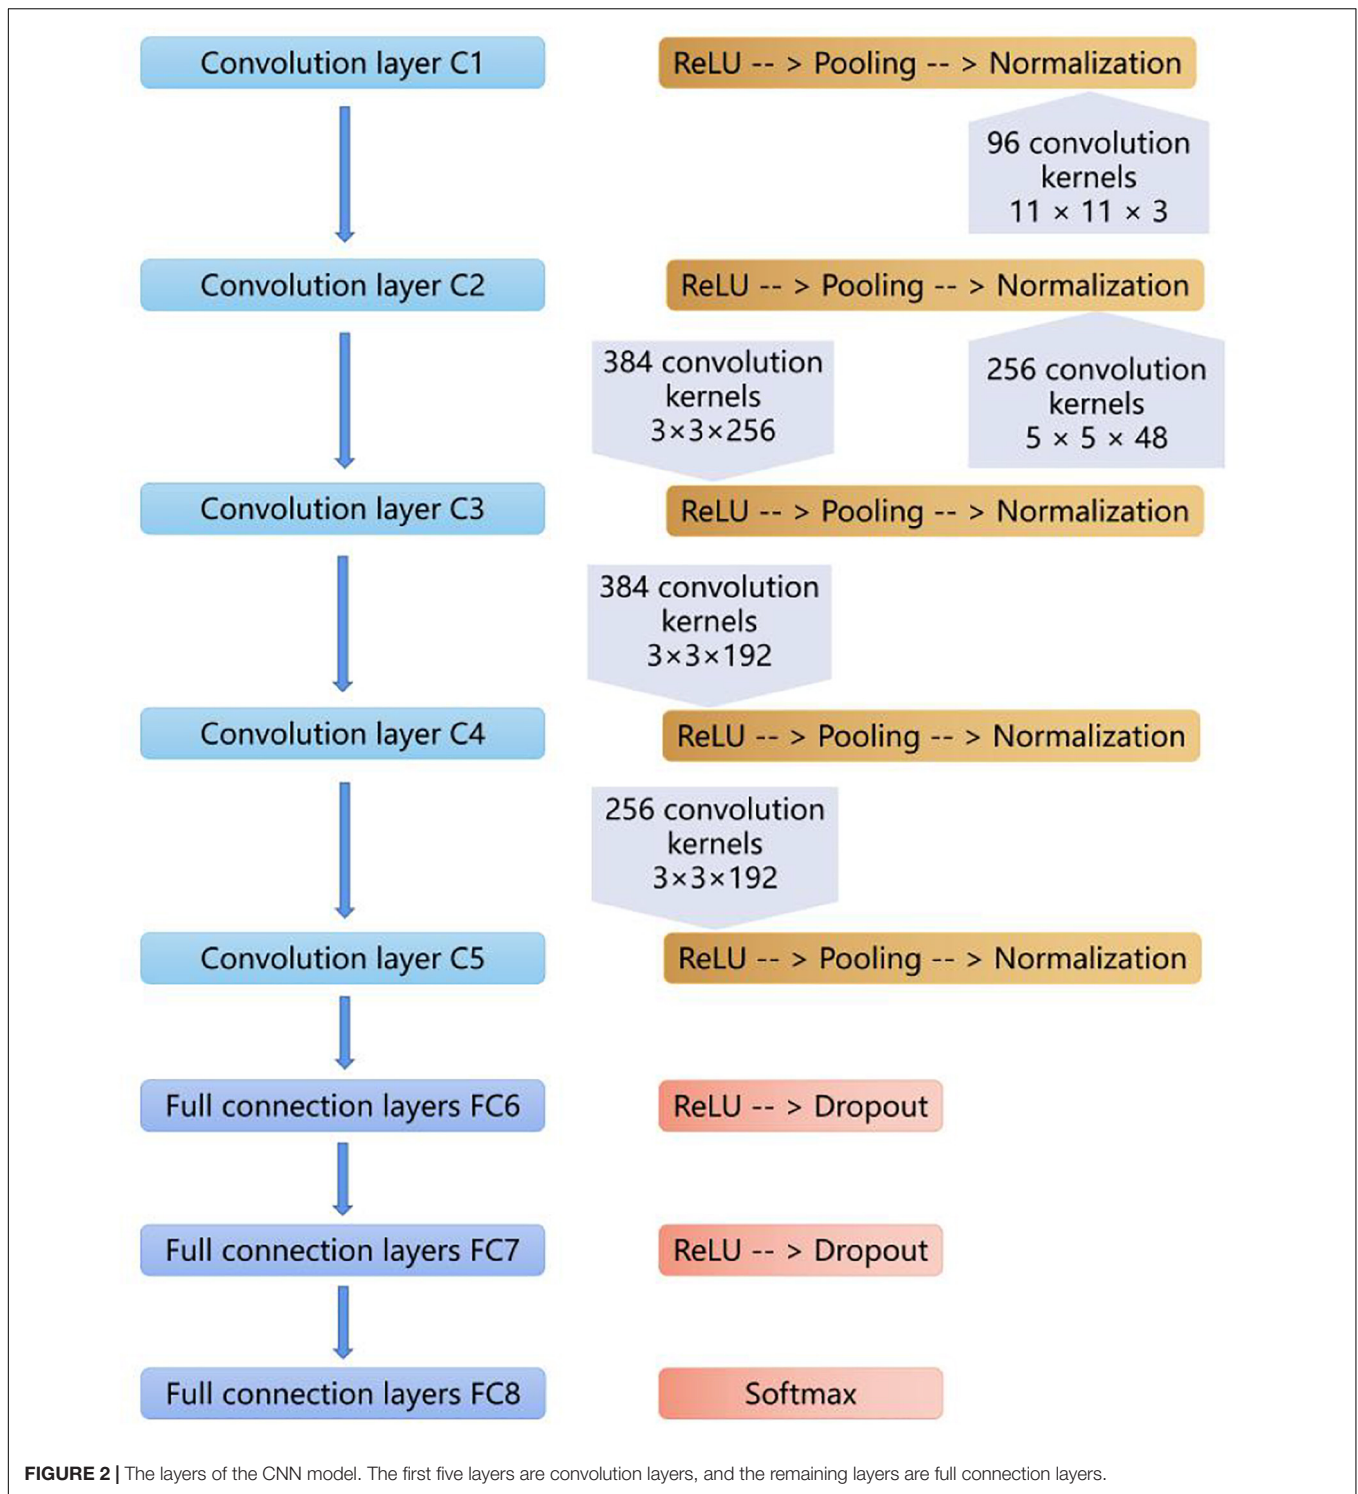 Convolution layer C1
ReLU -- > Pooling -- > Normalization
96 convolution
kernels
11 × 11 × 3
Convolution layer C2
ReLU -- > Pooling -- > Normalization
384 convolution
kernels
3×3×256
256 convolution
kernels
5 × 5 × 48
Convolution layer C3
ReLU -- > Pooling -- > Normalization
384 convolution
kernels
3×3×192
Convolution layer C4
ReLU -- > Pooling -- > Normalization
256 convolution
kernels
3×3×192
Convolution layer C5
ReLU -- > Pooling -- > Normalization
Full connection layers FC6
ReLU -- > Dropout
Full connection layers FC7
ReLU -- > Dropout
Full connection layers FC8
Softmax
FIGURE 2 | The layers of the CNN model. The first five layers are convolution layers, and the remaining layers are full connection layers.